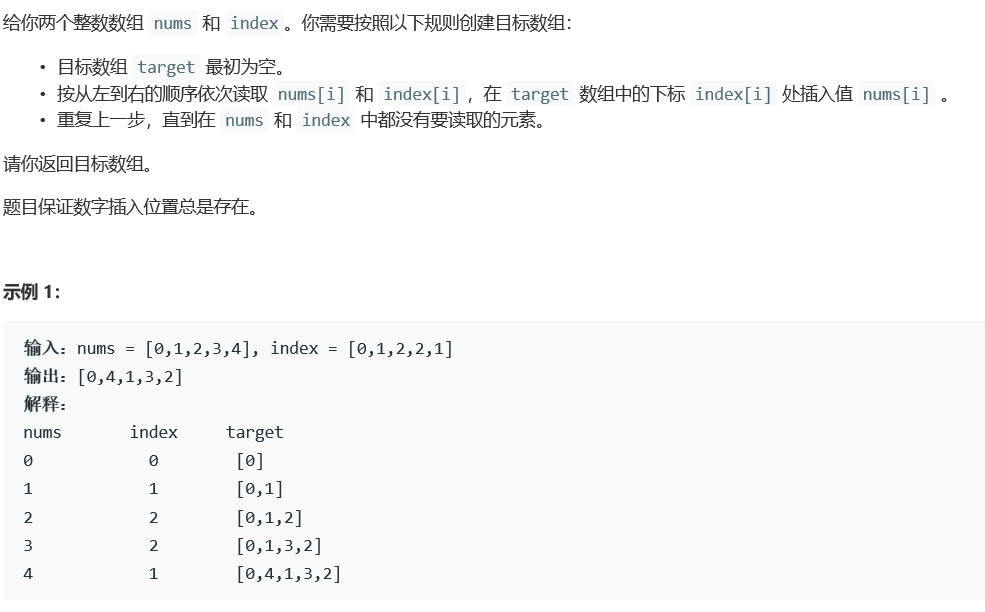 给你两个整数数组 nums 和 index。你需要按照以下规则创建目标数组：
• 目标数组 target 最初为空。
• 按从左到右的顺序依次读取 nums[i] 和 index[i]，在 target 数组中的下标 index[i] 处插入值 nums[i] 。
• 重复上一步，直到在 nums 和 index 中都没有要读取的元素。
请你返回目标数组。
题目保证数字插入位置总是存在。
示例 1：
输入：nums = [0,1,2,3,4], index = [0,1,2,2,1]
输出：[0,4,1,3,2]
解释：
nums index target
0 0 [0]
1 1 [0,1]
2 2 [0,1,2]
3 2 [0,1,3,2]
4 1 [0,4,1,3,2]